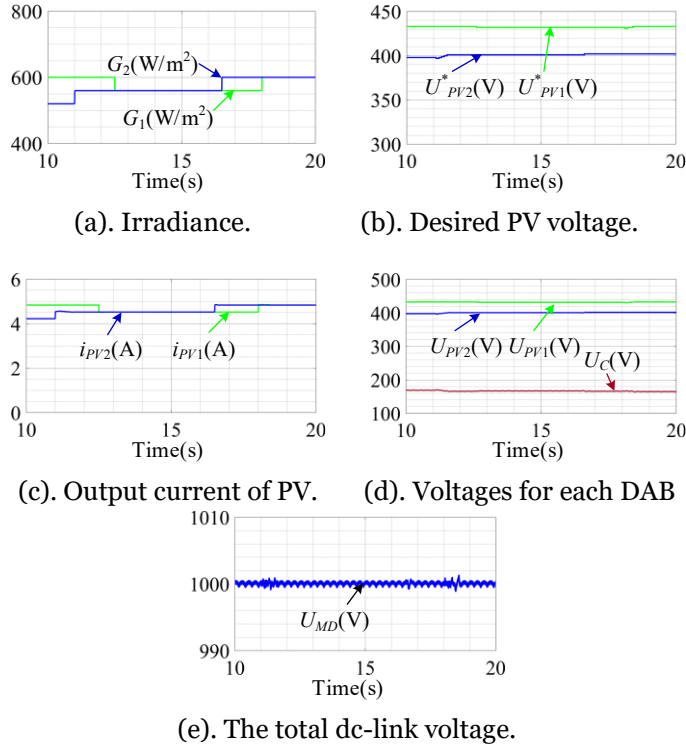 800
600
400
G₂(W/m²)
G₁(W/m²)
10 15 20
Time(s)
(a). Irradiance.
450
400
350
300
U*PV2(V) U*PV1(V)
10 15 20
Time(s)
(b). Desired PV voltage.
6
4
2
0
iPV2(A) iPV1(A)
10 15 20
Time(s)
(c). Output current of PV.
500
400
300
200
100
UPV2(V) UPV1(V)
UC(V)
10 15 20
Time(s)
(d). Voltages for each DAB
1010
1000
990
UMD(V)
10 15 20
Time(s)
(e). The total dc-link voltage.